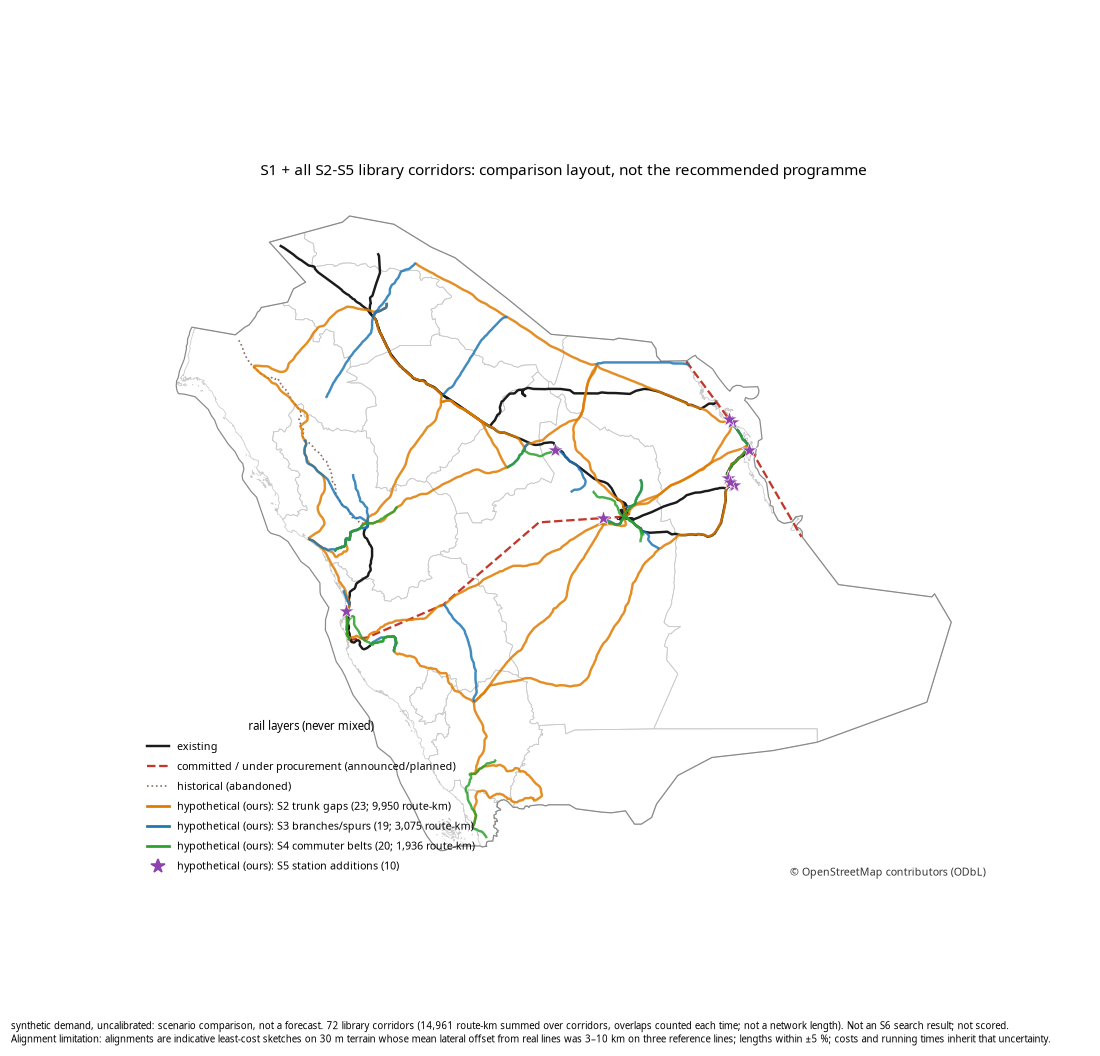 S1 + all S2-S5 library corridors: comparison layout, not the recommended programme
rail layers (never mixed)
existing
committed / under procurement (announced/planned)
historical (abandoned)
hypothetical (ours): S2 trunk gaps (23; 9,950 route-km)
hypothetical (ours): S3 branches/spurs (19; 3,075 route-km)
hypothetical (ours): S4 commuter belts (20; 1,936 route-km)
hypothetical (ours): S5 station additions (10)
© OpenStreetMap contributors (ODbL)
synthetic demand, uncalibrated: scenario comparison, not a forecast. 72 library corridors (14,961 route-km summed over corridors, overlaps counted each time; not a network length). Not an S6 search result; not scored.
Alignment limitation: alignments are indicative least-cost sketches on 30 m terrain whose mean lateral offset from real lines was 3–10 km on three reference lines; lengths within ±5 %; costs and running times inherit that uncertainty.